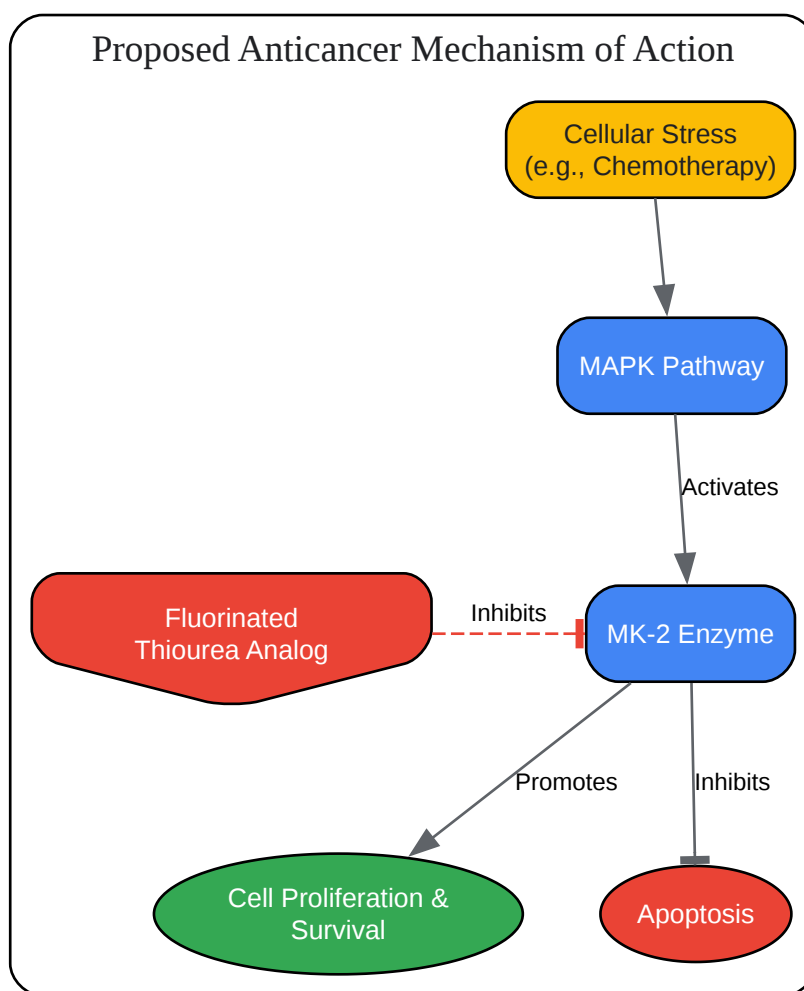 Proposed Anticancer Mechanism of Action
Cellular Stress
(e.g., Chemotherapy)
MAPK Pathway
Activates
Fluorinated
Thiourea Analog
Inhibits
MK-2 Enzyme
Promotes
Inhibits
Cell Proliferation &
Survival
Apoptosis